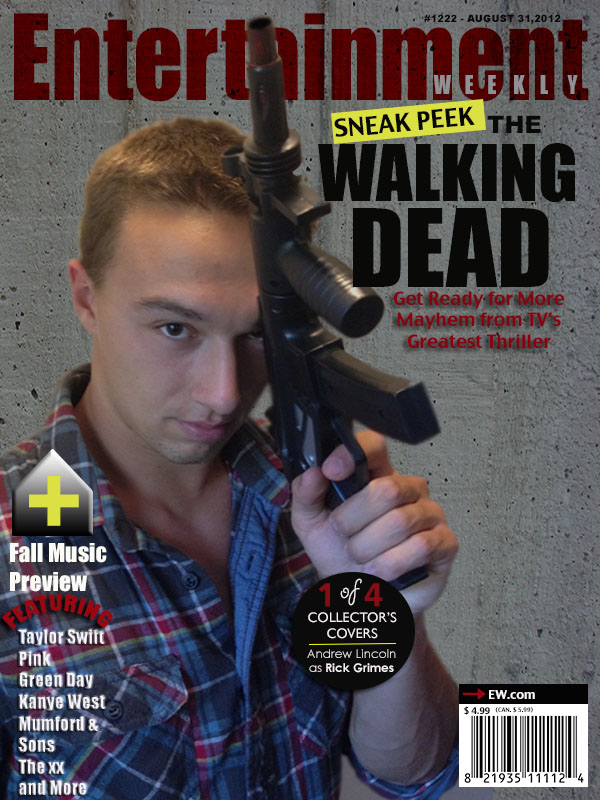 #1222 - AUGUST 31, 2012
Entertainment
WEEKLY
SNEAK PEEK THE
WALKING
DEAD
Get Ready for More
Mayhem from TV's
Greatest Thriller
Fall Music
Preview
FEATURING
Taylor Swift
Pink
Green Day
Kanye West
Mumford &
Sons
The xx
and More
1 of 4
COLLECTOR'S
COVERS
Andrew Lincoln
as Rick Grimes
EW.com
$ 4.99 (CAN. $ 5.99)
8 21935 11112 4